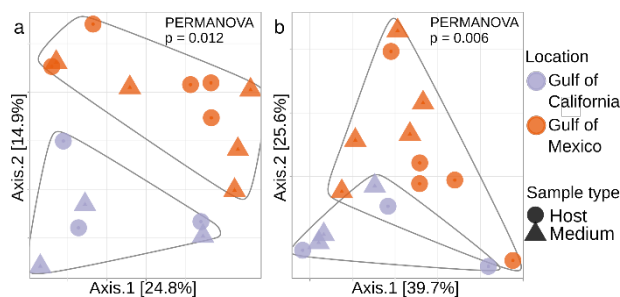 a
PERMANOVA
p = 0.012
Axis.2 [14.9%]
Axis.1 [24.8%]
b
PERMANOVA
p = 0.006
Axis.2 [25.6%]
Axis.1 [39.7%]
Location
Gulf of
California
Gulf of
Mexico
Sample type
Host
Medium